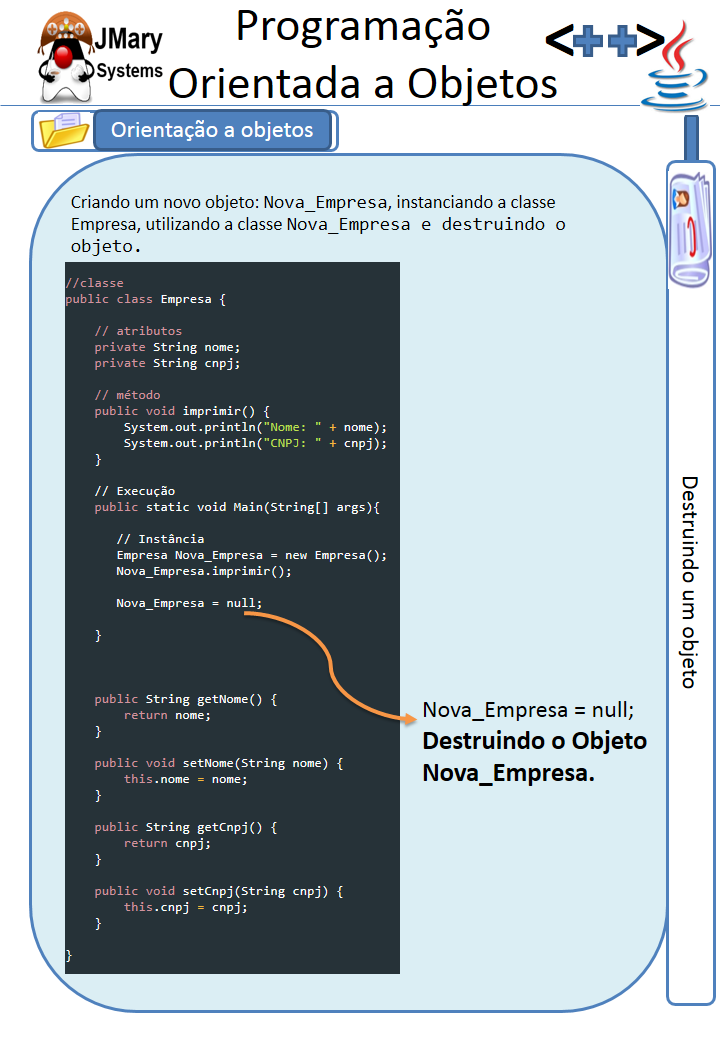 JMary
Systems
Programação
Orientada a Objetos
<++>
Orientação a objetos
Criando um novo objeto: Nova_Empresa, instanciando a classe
Empresa, utilizando a classe Nova_Empresa e destruindo o
objeto.
//classe
public class Empresa {
// atributos
private String nome;
private String cnpj;
// método
public void imprimir() {
System.out.println("Nome: " + nome);
System.out.println("CNPJ: " + cnpj);
}
// Execução
public static void Main(String[] args){
// Instância
Empresa Nova_Empresa = new Empresa();
Nova_Empresa.imprimir();
Nova_Empresa = null;
}
public String getNome() {
return nome;
}
public void setNome(String nome) {
this.nome = nome;
}
public String getCnpj() {
return cnpj;
}
public void setCnpj(String cnpj) {
this.cnpj = cnpj;
}
}
Nova_Empresa = null;
Destruindo o Objeto
Nova_Empresa.
Destruindo um objeto